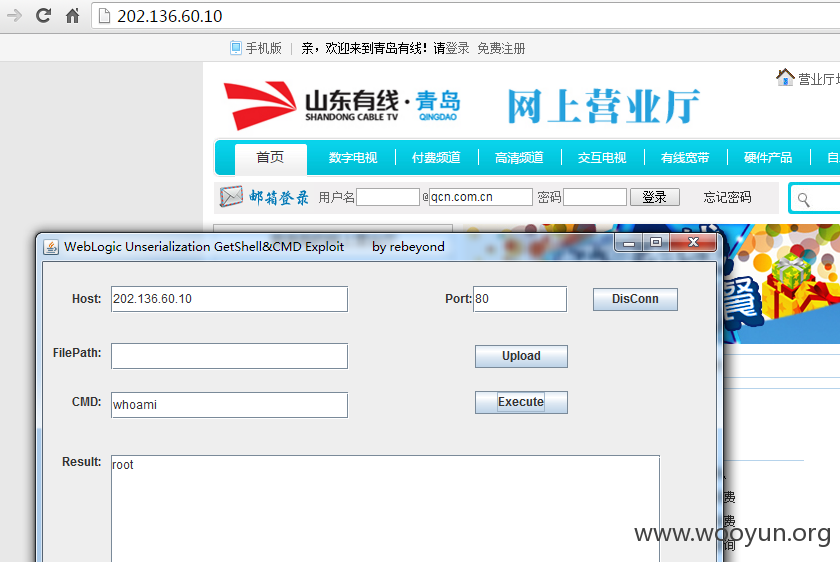 202.136.60.10
手机版 | 亲，欢迎来到青岛有线！请登录 免费注册
山东有线·青岛
SHANDONG CABLE TV QINGDAO
网上营业厅
营业厅
首页 数字电视 付费频道 高清频道 交互电视 有线宽带 硬件产品 自
邮箱登录 用户名 @qcn.com.cn 密码 登录 忘记密码
WebLogic Unserialization GetShell&CMD Exploit by rebeyond
Host: 202.136.60.10 Port: 80 DisConn
FilePath: Upload
CMD: whoami Execute
Result: root
费
费
询
www.wooyun.org